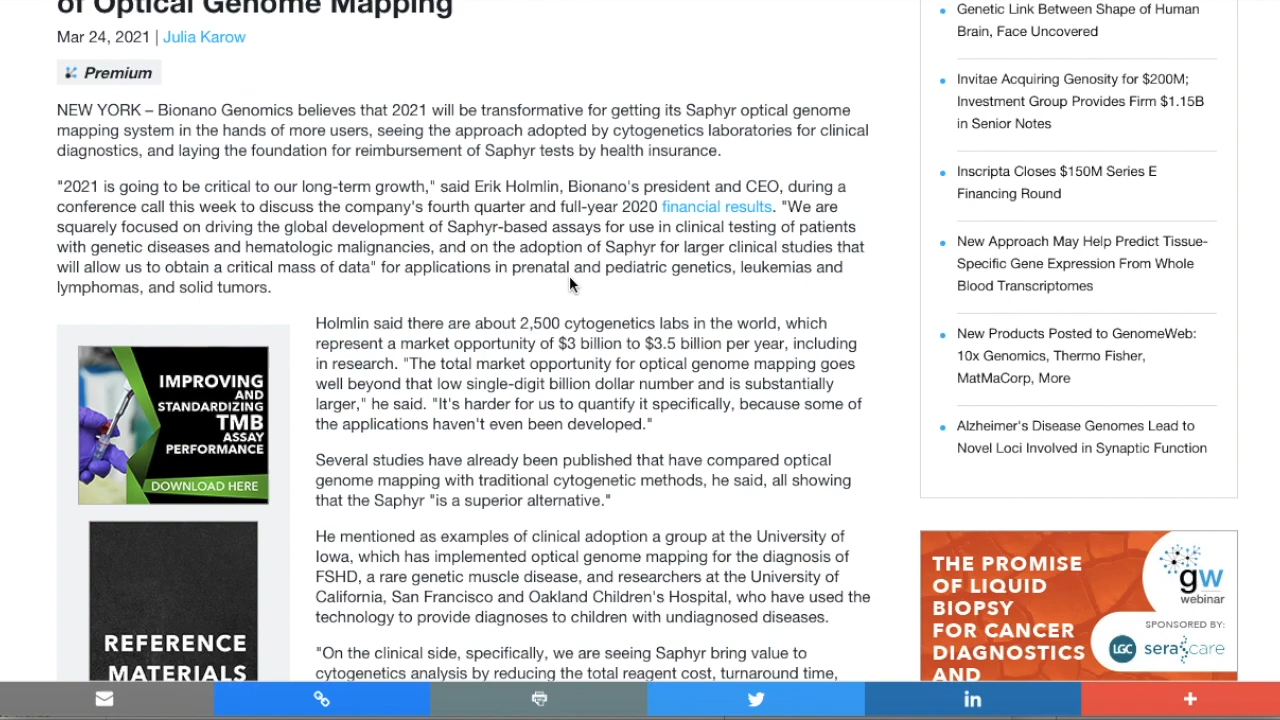 of Optical Genome Mapping
Mar 24, 2021 | Julia Karow
Premium
NEW YORK – Bionano Genomics believes that 2021 will be transformative for getting its Saphyr optical genome
mapping system in the hands of more users, seeing the approach adopted by cytogenetics laboratories for clinical
diagnostics, and laying the foundation for reimbursement of Saphyr tests by health insurance.
"2021 is going to be critical to our long-term growth," said Erik Holmlin, Bionano's president and CEO, during a
conference call this week to discuss the company's fourth quarter and full-year 2020 financial results. "We are
squarely focused on driving the global development of Saphyr-based assays for use in clinical testing of patients
with genetic diseases and hematologic malignancies, and on the adoption of Saphyr for larger clinical studies that
will allow us to obtain a critical mass of data" for applications in prenatal and pediatric genetics, leukemias and
lymphomas, and solid tumors.
Holmlin said there are about 2,500 cytogenetics labs in the world, which
represent a market opportunity of $3 billion to $3.5 billion per year, including
in research. "The total market opportunity for optical genome mapping goes
well beyond that low single-digit billion dollar number and is substantially
larger," he said. "It's harder for us to quantify it specifically, because some of
the applications haven't even been developed."
Several studies have already been published that have compared optical
genome mapping with traditional cytogenetic methods, he said, all showing
that the Saphyr "is a superior alternative."
He mentioned as examples of clinical adoption a group at the University of
Iowa, which has implemented optical genome mapping for the diagnosis of
FSHD, a rare genetic muscle disease, and researchers at the University of
California, San Francisco and Oakland Children's Hospital, who have used the
technology to provide diagnoses to children with undiagnosed diseases.
"On the clinical side, specifically, we are seeing Saphyr bring value to
cytogenetics analysis by reducing the total reagent cost, turnaround time,
IMPROVING
AND
STANDARDIZING
TMB
ASSAY
PERFORMANCE
DOWNLOAD HERE
REFERENCE
MATERIALS
Genetic Link Between Shape of Human
Brain, Face Uncovered
Invitae Acquiring Genosity for $200M;
Investment Group Provides Firm $1.15B
in Senior Notes
Inscripta Closes $150M Series E
Financing Round
New Approach May Help Predict Tissue-
Specific Gene Expression From Whole
Blood Transcriptomes
New Products Posted to GenomeWeb:
10x Genomics, Thermo Fisher,
MatMaCorp, More
Alzheimer's Disease Genomes Lead to
Novel Loci Involved in Synaptic Function
THE PROMISE
OF LIQUID
BIOPSY
FOR CANCER
DIAGNOSTICS
AND
gw
webinar
SPONSORED BY:
LGC seracare
in